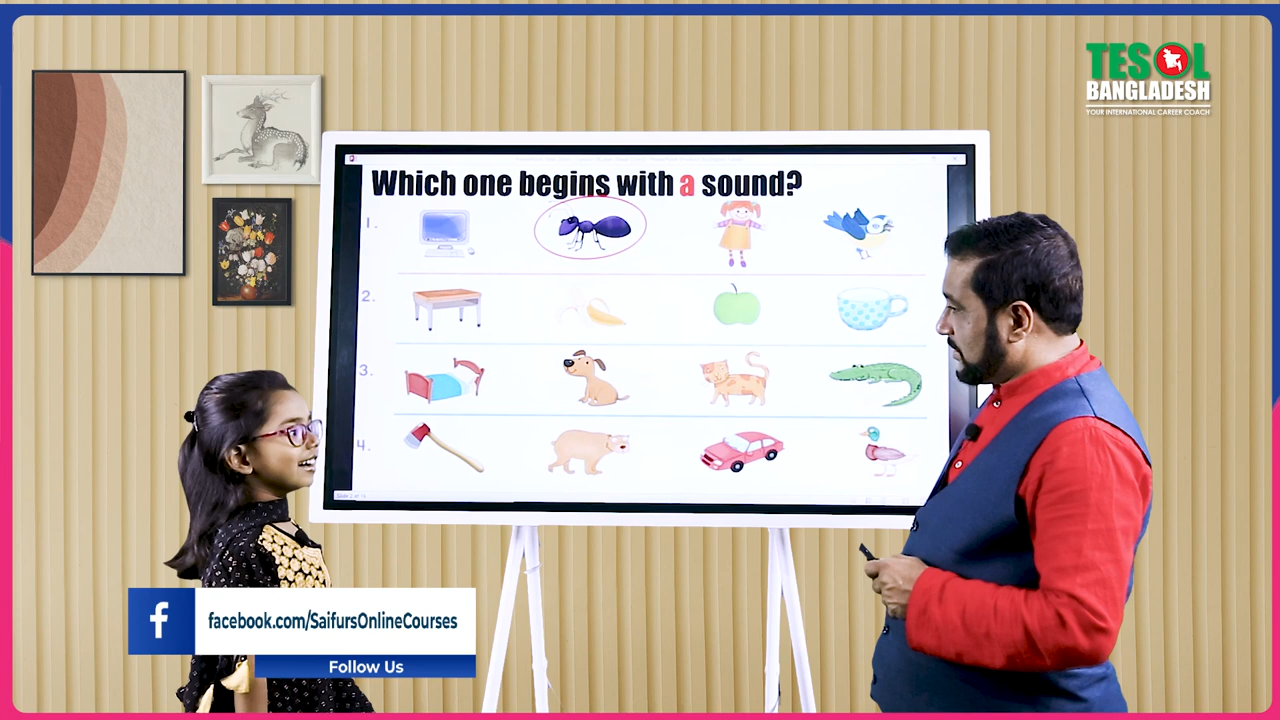 TESOL
BANGLADESH
YOUR INTERNATIONAL CAREER COACH
Which one begins with a sound?
1.
2.
3.
4.
f
facebook.com/SaifursOnlineCourses
Follow Us